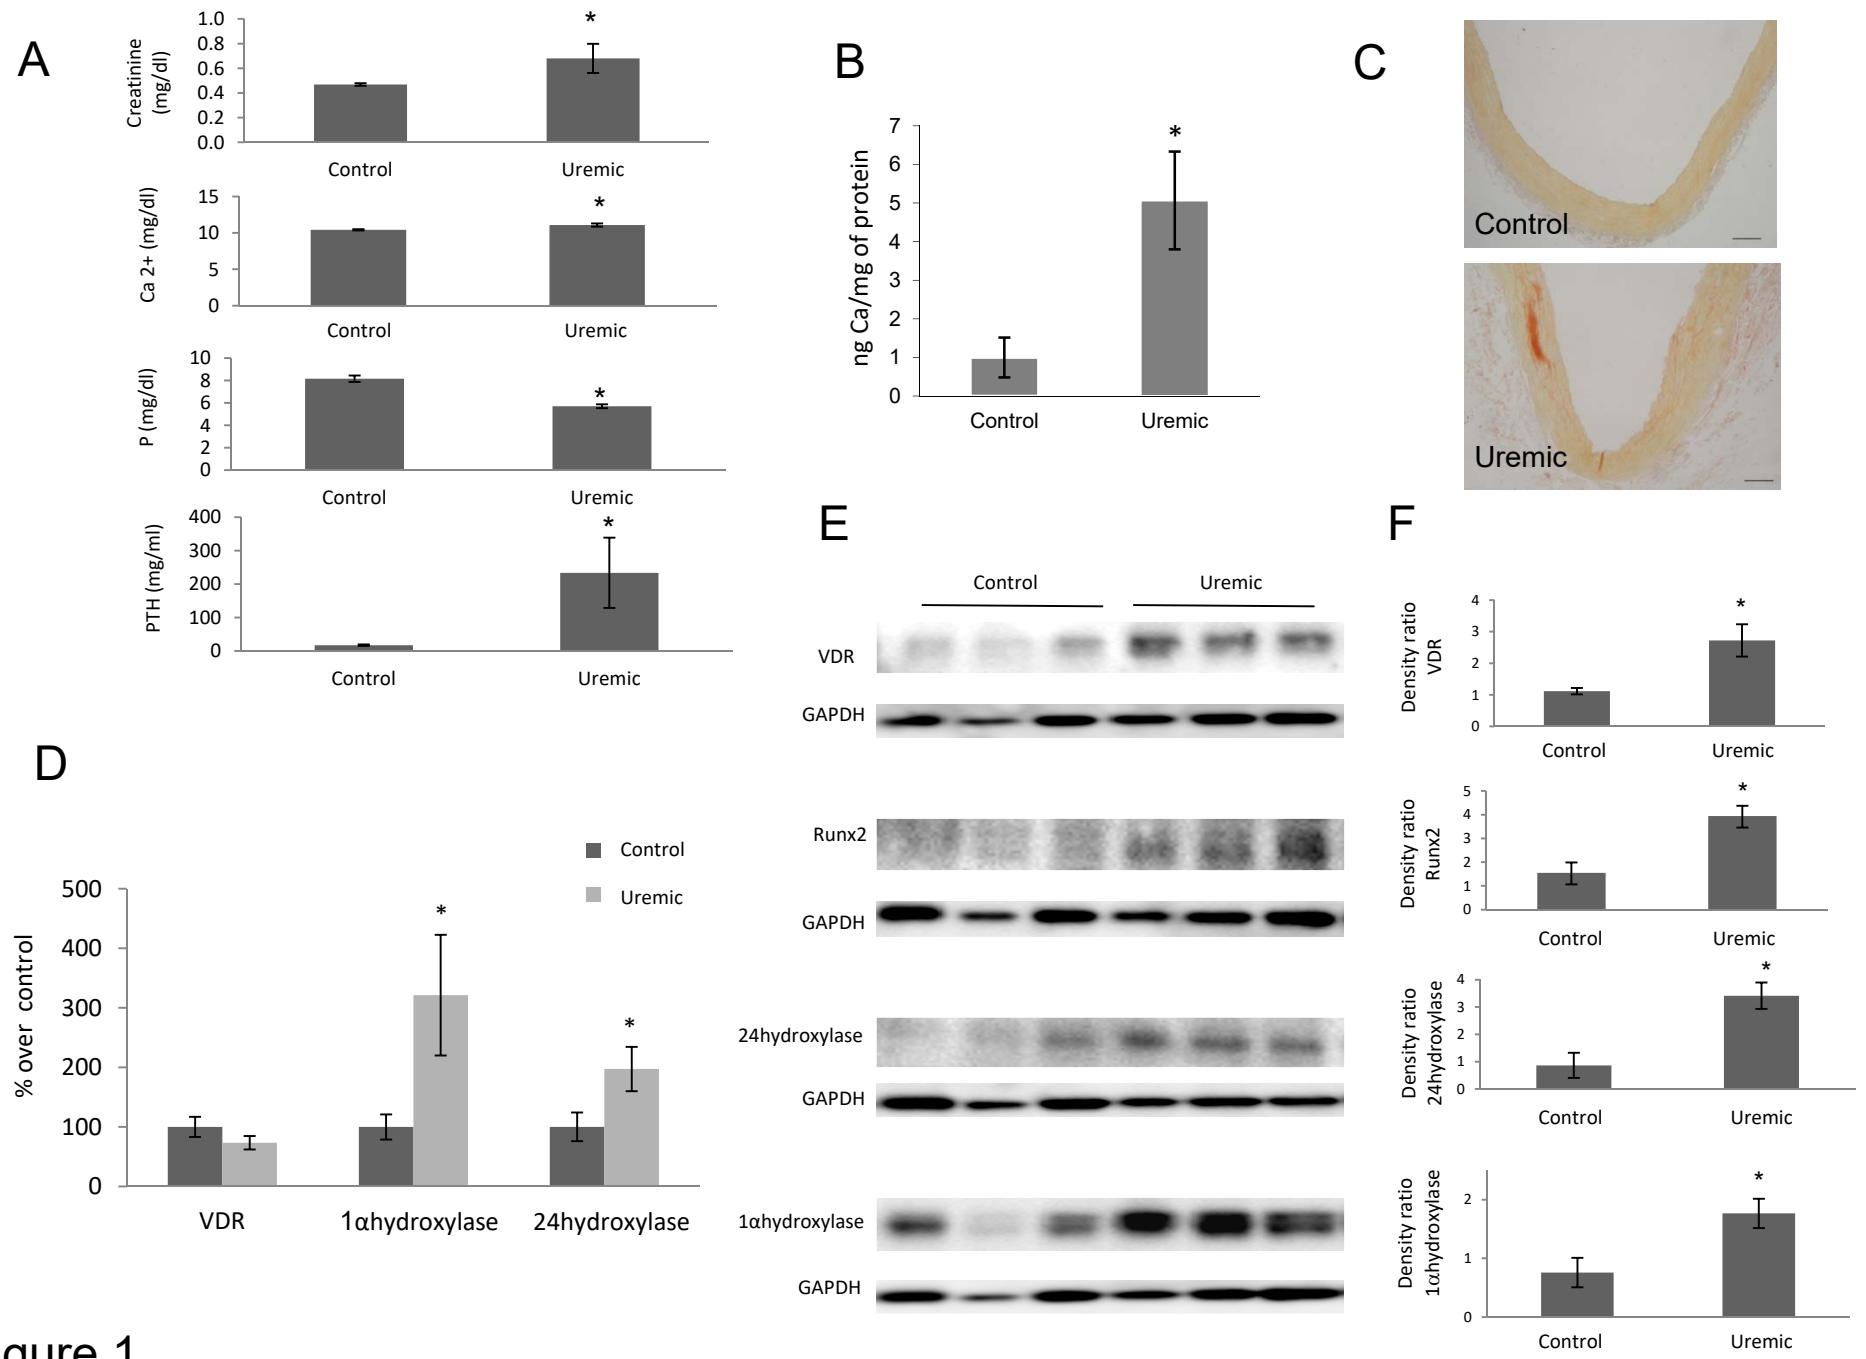 A
Creatinine
(mg/dl)
1.0
0.8
0.6
0.4
0.2
0.0
*
Control
Uremic
Ca 2+ (mg/dl)
15
10
5
0
*
Control
Uremic
P (mg/dl)
10
8
6
4
2
0
*
Control
Uremic
PTH (mg/ml)
400
300
200
100
0
*
Control
Uremic
B
ng Ca/mg of protein
7
6
5
4
3
2
1
0
*
Control
Uremic
C
Control
Uremic
D
Control
Uremic
% over control
500
400
300
200
100
0
*
*
VDR
1αhydroxylase
24hydroxylase
E
Control
Uremic
VDR
GAPDH
Runx2
GAPDH
24hydroxylase
GAPDH
1αhydroxylase
GAPDH
F
Density ratio
VDR
4
3
2
1
0
*
Control
Uremic
Density ratio
Runx2
5
4
3
2
1
0
*
Control
Uremic
Density ratio
24hydroxylase
4
3
2
1
0
*
Control
Uremic
Density ratio
1αhydroxylase
2
1
0
*
Control
Uremic
gure 1